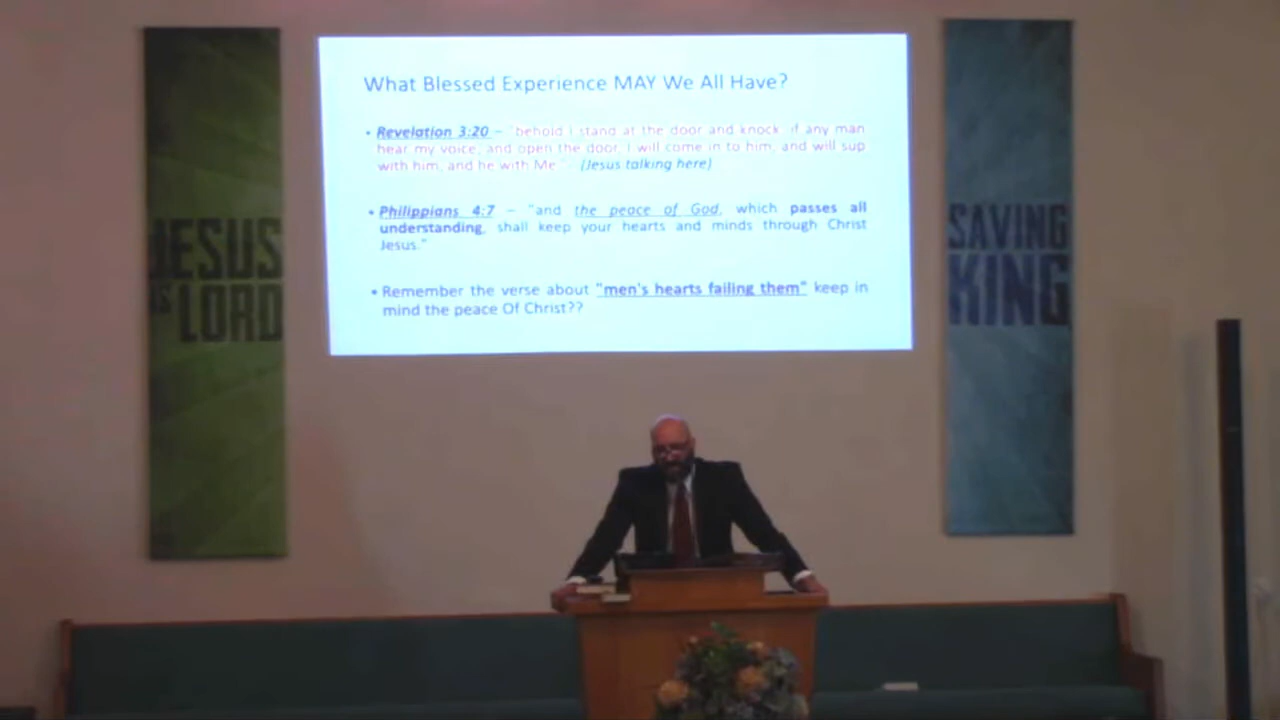 What Blessed Experience MAY We All Have?
• Revelation 3:20 – "behold I stand at the door and knock, if any man
hear my voice, and open the door, I will come in to him, and will sup
with him, and he with Me." – (Jesus talking here)
• Philippians 4:7 – "and the peace of God, which passes all
understanding, shall keep your hearts and minds through Christ
Jesus."
• Remember the verse about "men's hearts failing them" keep in
mind the peace Of Christ??
JESUS
IS
LORD
SAVING
KING